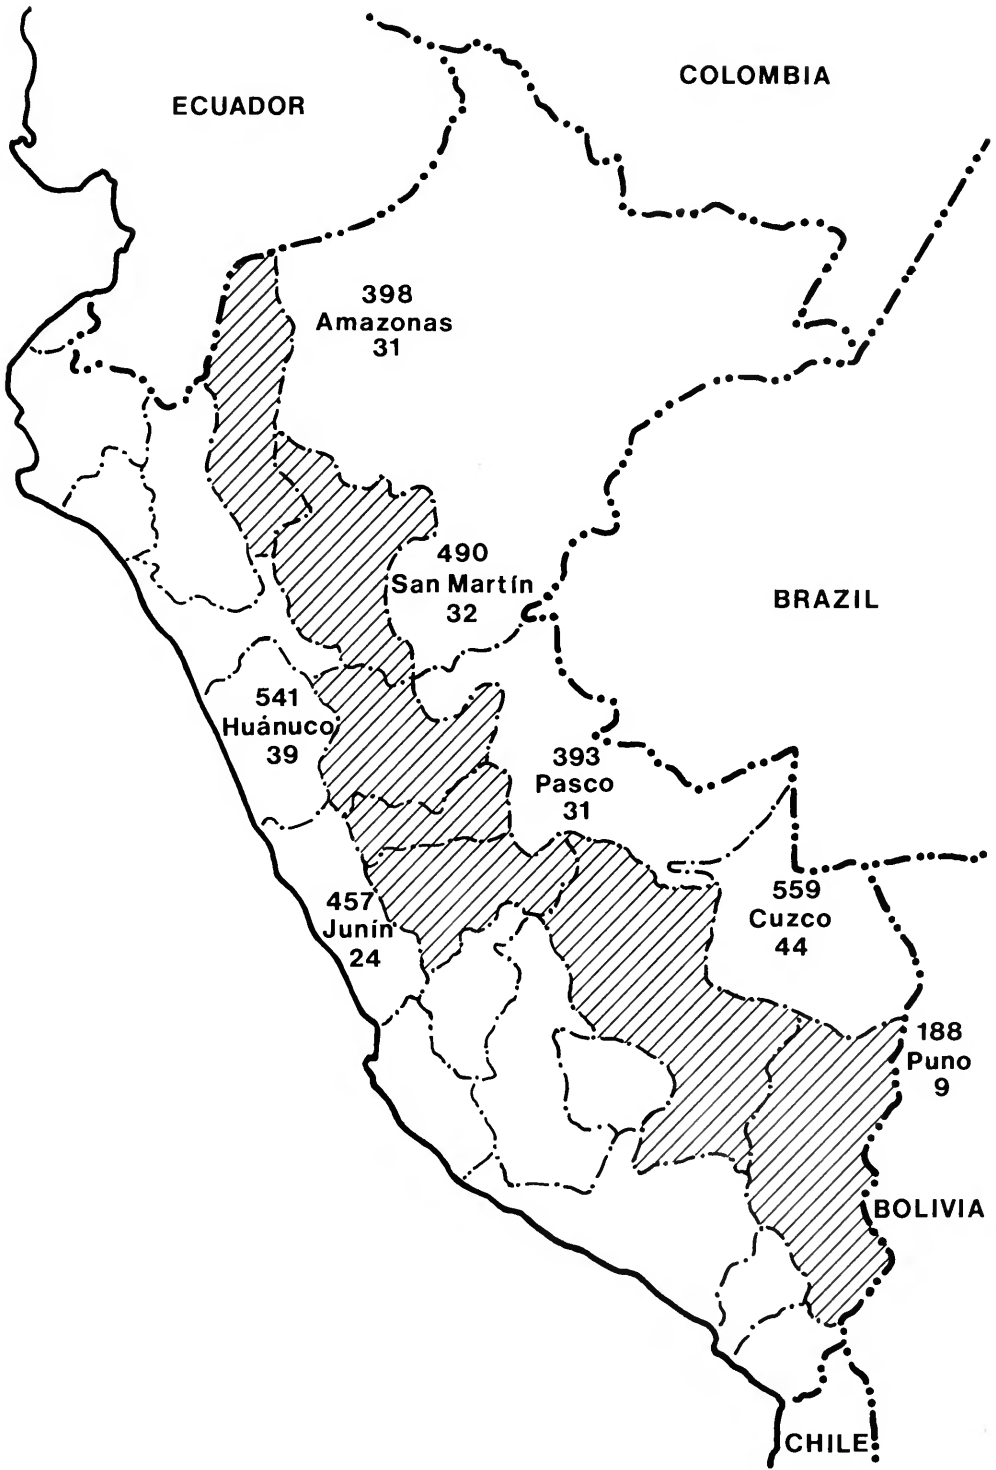 COLOMBIA
ECUADOR
398
Amazonas
31
490
San Martín
32
BRAZIL
541
Huánuco
39
393
Pasco
31
559
Cuzco
44
457
Junín
24
188
Puno
9
BOLIVIA
CHILE